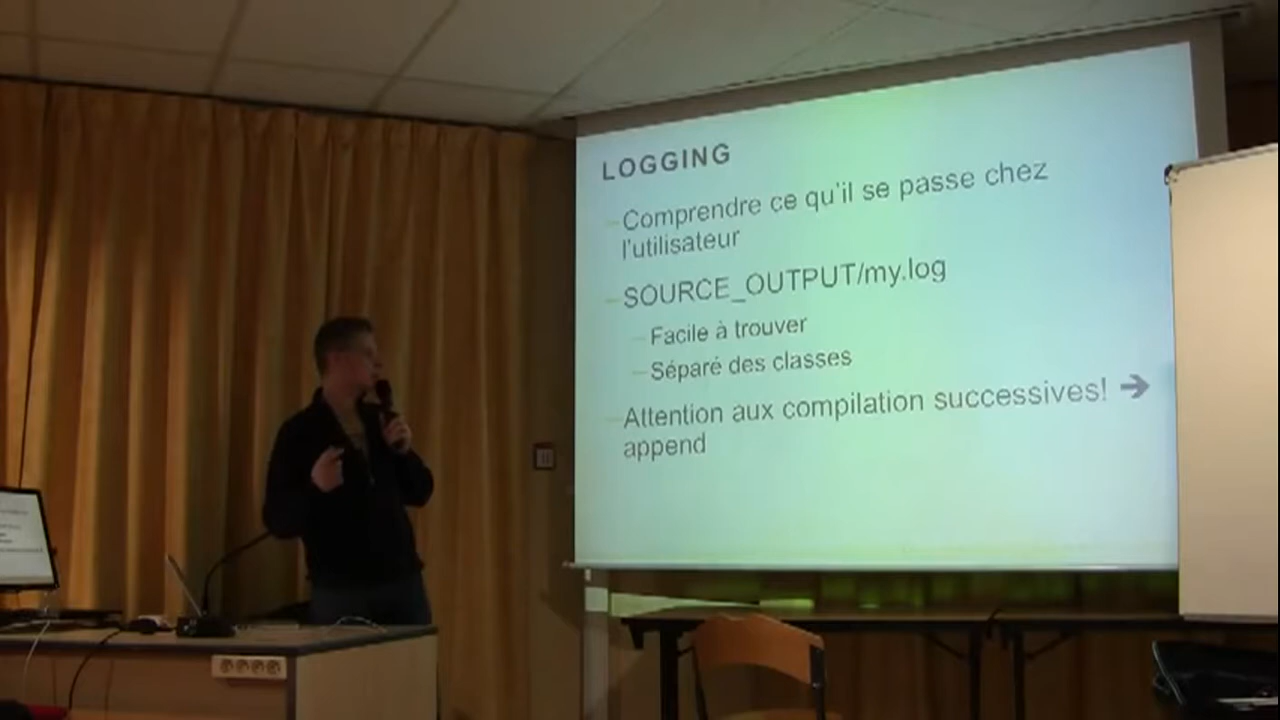 LOGGING
Comprendre ce qu'il se passe chez
l'utilisateur
SOURCE_OUTPUT/my.log
Facile à trouver
Séparé des classes
Attention aux compilation successives! ➔
append